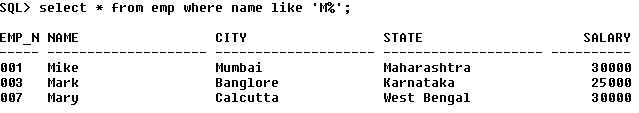 SQL> select * from emp where name like 'M%';
EMP_N NAME CITY STATE SALARY
----- -------------------- -------------------- -------------------- ----------
001 Mike Mumbai Maharashtra 30000
003 Mark Banglore Karnataka 25000
007 Mary Calcutta West Bengal 30000